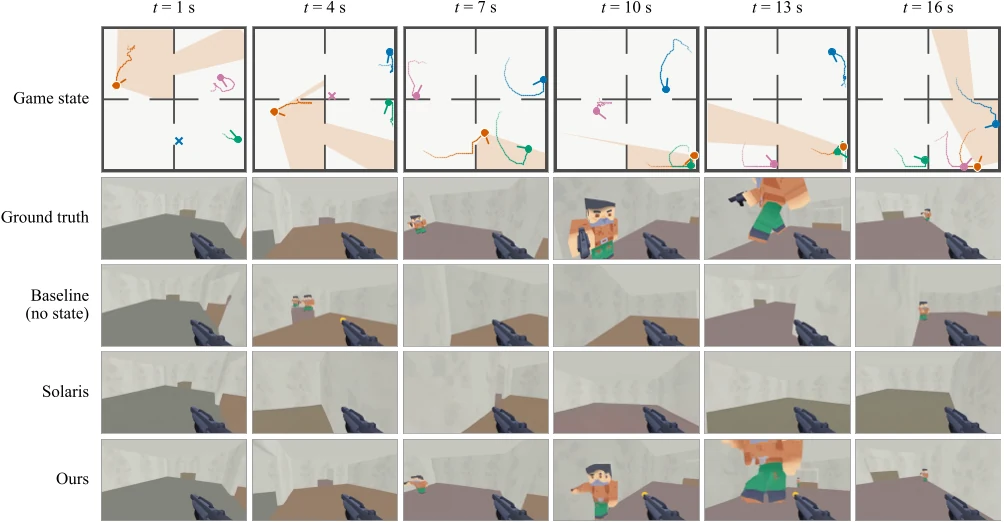 t = 1 s
t = 4 s
t = 7 s
t = 10 s
t = 13 s
t = 16 s
Game state
Ground truth
Baseline
(no state)
Solaris
Ours